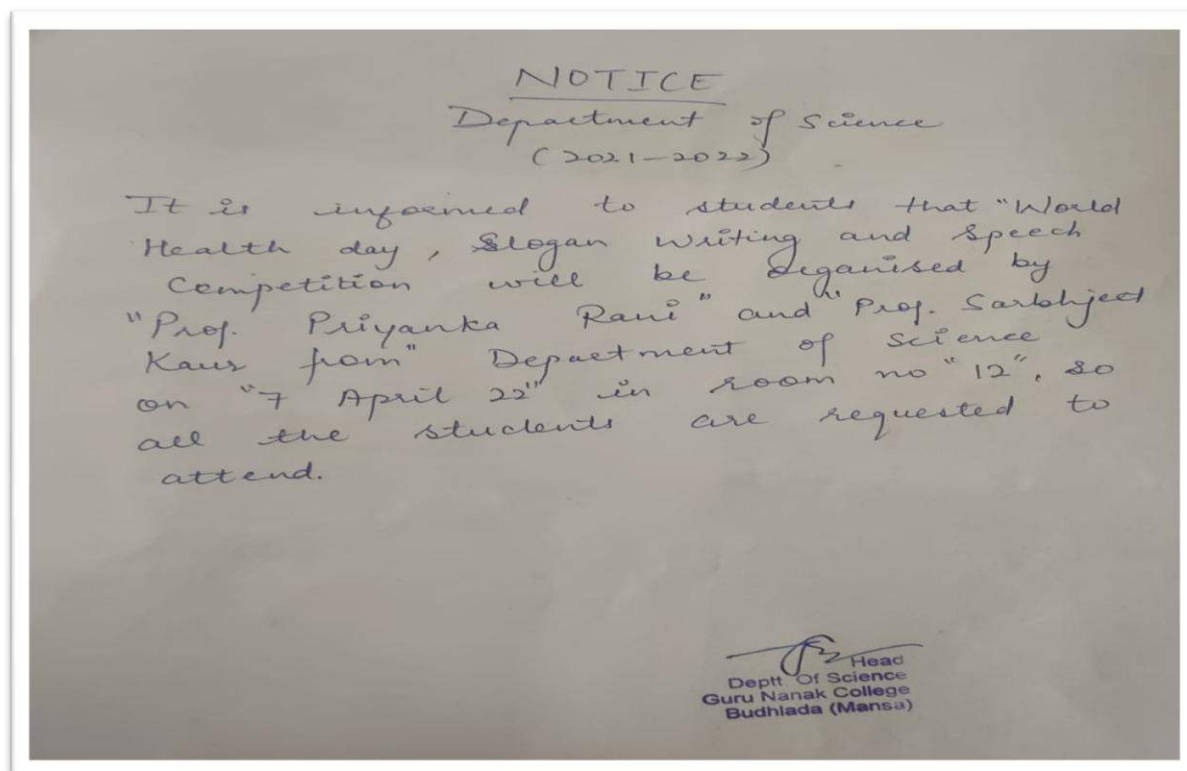 NOTICE
Department of Science
(2021-2022)
It is informed to students that "World
Health day, Slogan Writing and Speech
Competition will be organised by
"Prof. Priyanka Rani" and "Prof. Sarbhjeet
Kaur from" Department of Science
on "7 April 22" in room no "12", so
all the students are requested to
attend.
Head
Deptt. Of Science
Guru Nanak College
Budhlada (Mansa)